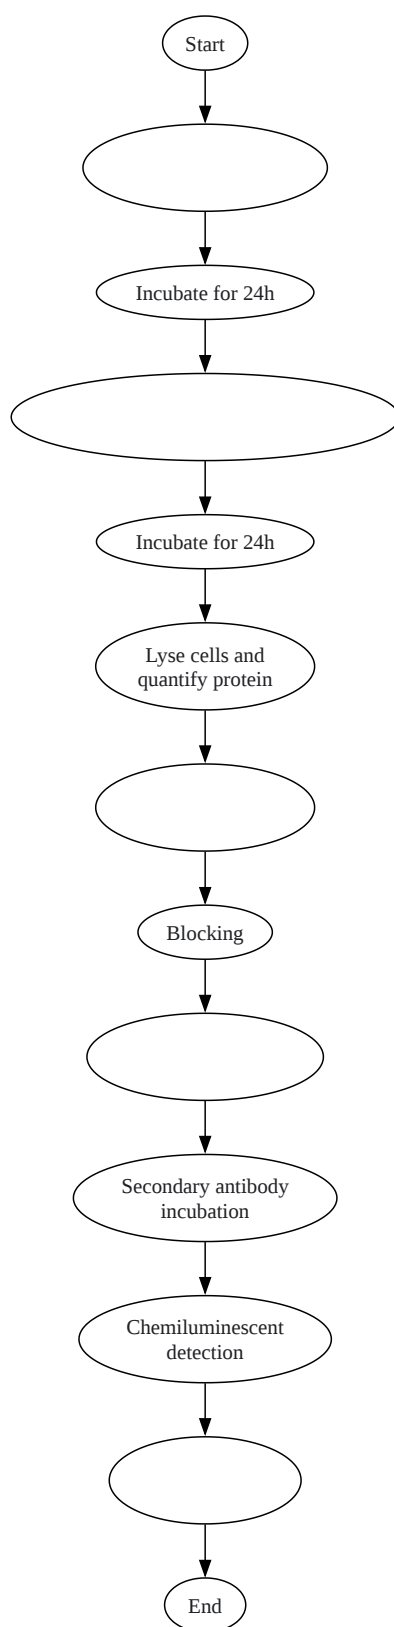 Start
Incubate for 24h
Incubate for 24h
Lyse cells and
quantify protein
Blocking
Secondary antibody
incubation
Chemiluminescent
detection
End